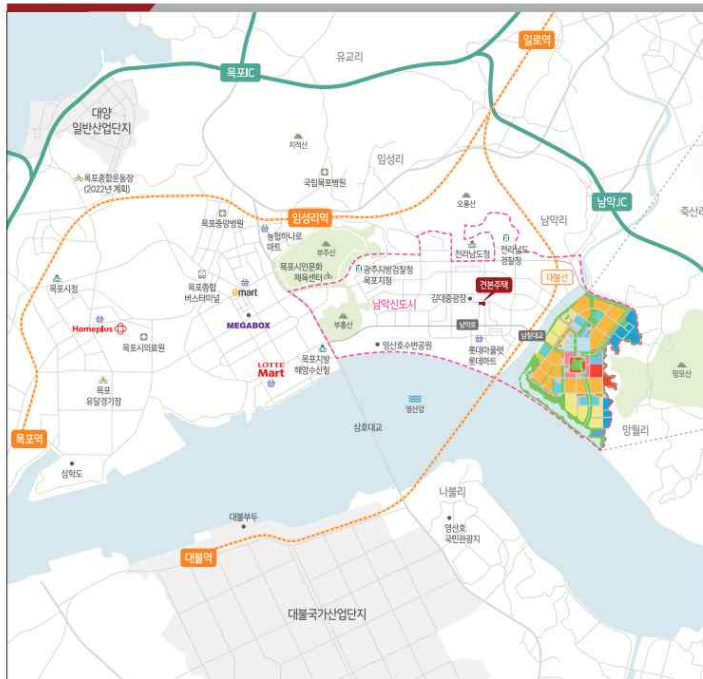 일로역
유교리
목포IC
대양
일반산업단지
지적산
임성리
국립목포병원
목포종합운동장
(2022년 계획)
오룡산
남악JC
죽산리
임성리역
목포중앙병원
농협하나로
마트
남악리
부주산
전라남도청
전라남도
경찰청
목포시민문화
체육센터
광주지방검찰청
목포지청
대불선
목포시청
목포종합
버스터미널
emart
남악신도시
김대중광장
견본주택
MEGABOX
부흥산
남악로
남창대교
Homeplus
목포시의료원
영산호수변공원
롯데아울렛
롯데마트
목포지방
해양수산청
LOTTE
Mart
목포
유달경기장
영산강
망월리
목포역
삼호대교
삼학도
나불리
대불부두
영산호
국민관광지
대불역
대불국가산업단지